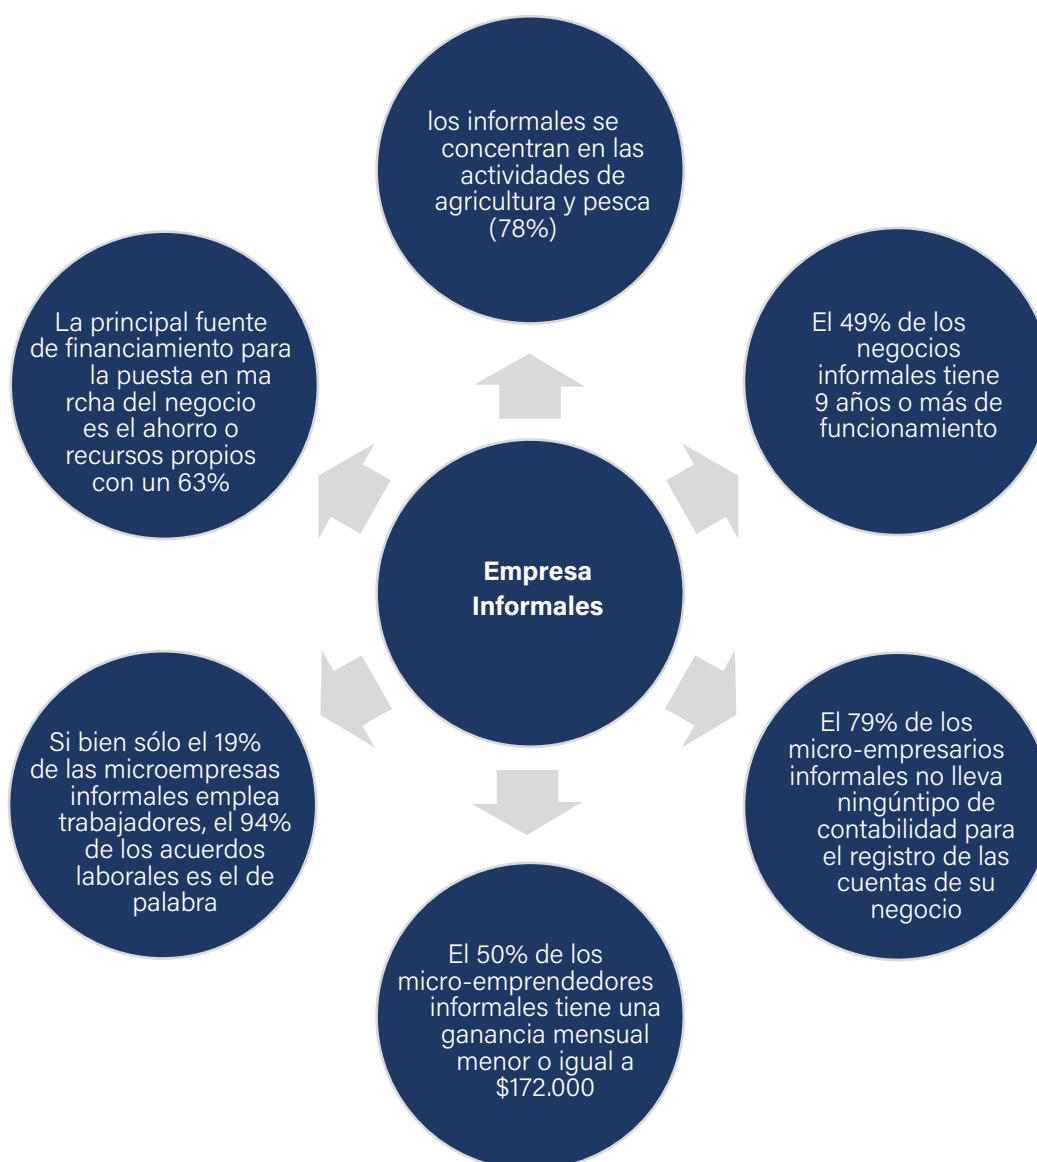 los informales se
concentran en las
actividades de
agricultura y pesca
(78%)
La principal fuente
de financiamiento para
la puesta en ma
rcha del negocio
es el ahorro o
recursos propios
con un 63%
El 49% de los
negocios
informales tiene
9 años o más de
funcionamiento
Empresa
Informales
Si bien sólo el 19%
de las microempresas
informales emplea
trabajadores, el 94%
de los acuerdos
laborales es el de
palabra
El 79% de los
micro-empresarios
informales no lleva
ningúntipo de
contabilidad para
el registro de las
cuentas de su
negocio
El 50% de los
micro-emprendedores
informales tiene una
ganancia mensual
menor o igual a
$172.000